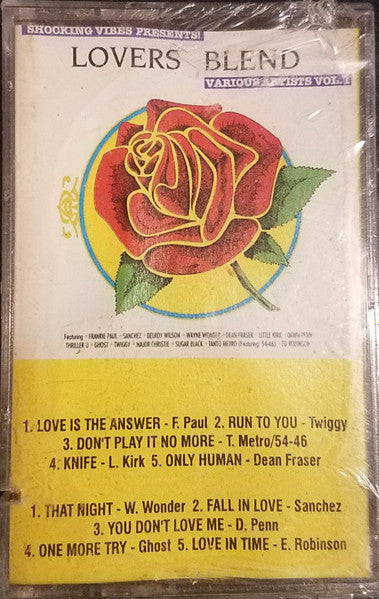 SHOCKING VIBES PRESENTS!
LOVERS BLEND
VARIOUS ARTISTS VOL.1
Featuring - FRANKIE PAUL - SANCHEZ - DELROY WILSON - WAYNE WONDER - DEAN FRASER - LITTLE KIRK - DAWN PENN
THRILLER U - GHOST - TWIGGY - MAJOR CHRISTIE - SUGAR BLACK - TANTO METRO (Featuring: 54-46) - ED ROBINSON
1. LOVE IS THE ANSWER - F. Paul 2. RUN TO YOU - Twiggy
3. DON'T PLAY IT NO MORE - T. Metro/54-46
4. KNIFE - L. Kirk 5. ONLY HUMAN - Dean Fraser
1. THAT NIGHT - W. Wonder 2. FALL IN LOVE - Sanchez
3. YOU DON'T LOVE ME - D. Penn
4. ONE MORE TRY - Ghost 5. LOVE IN TIME - E. Robinson